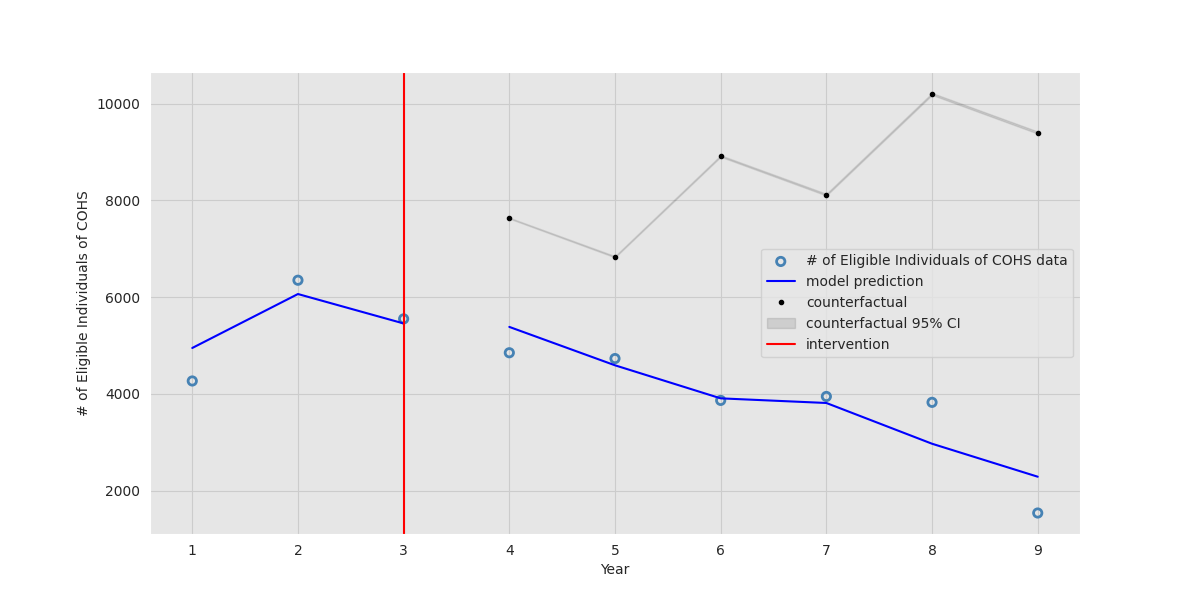 # of Eligible Individuals of COHS
10000
8000
6000
4000
2000
# of Eligible Individuals of COHS data
model prediction
counterfactual
counterfactual 95% CI
intervention
1 2 3 4 5 6 7 8 9
Year